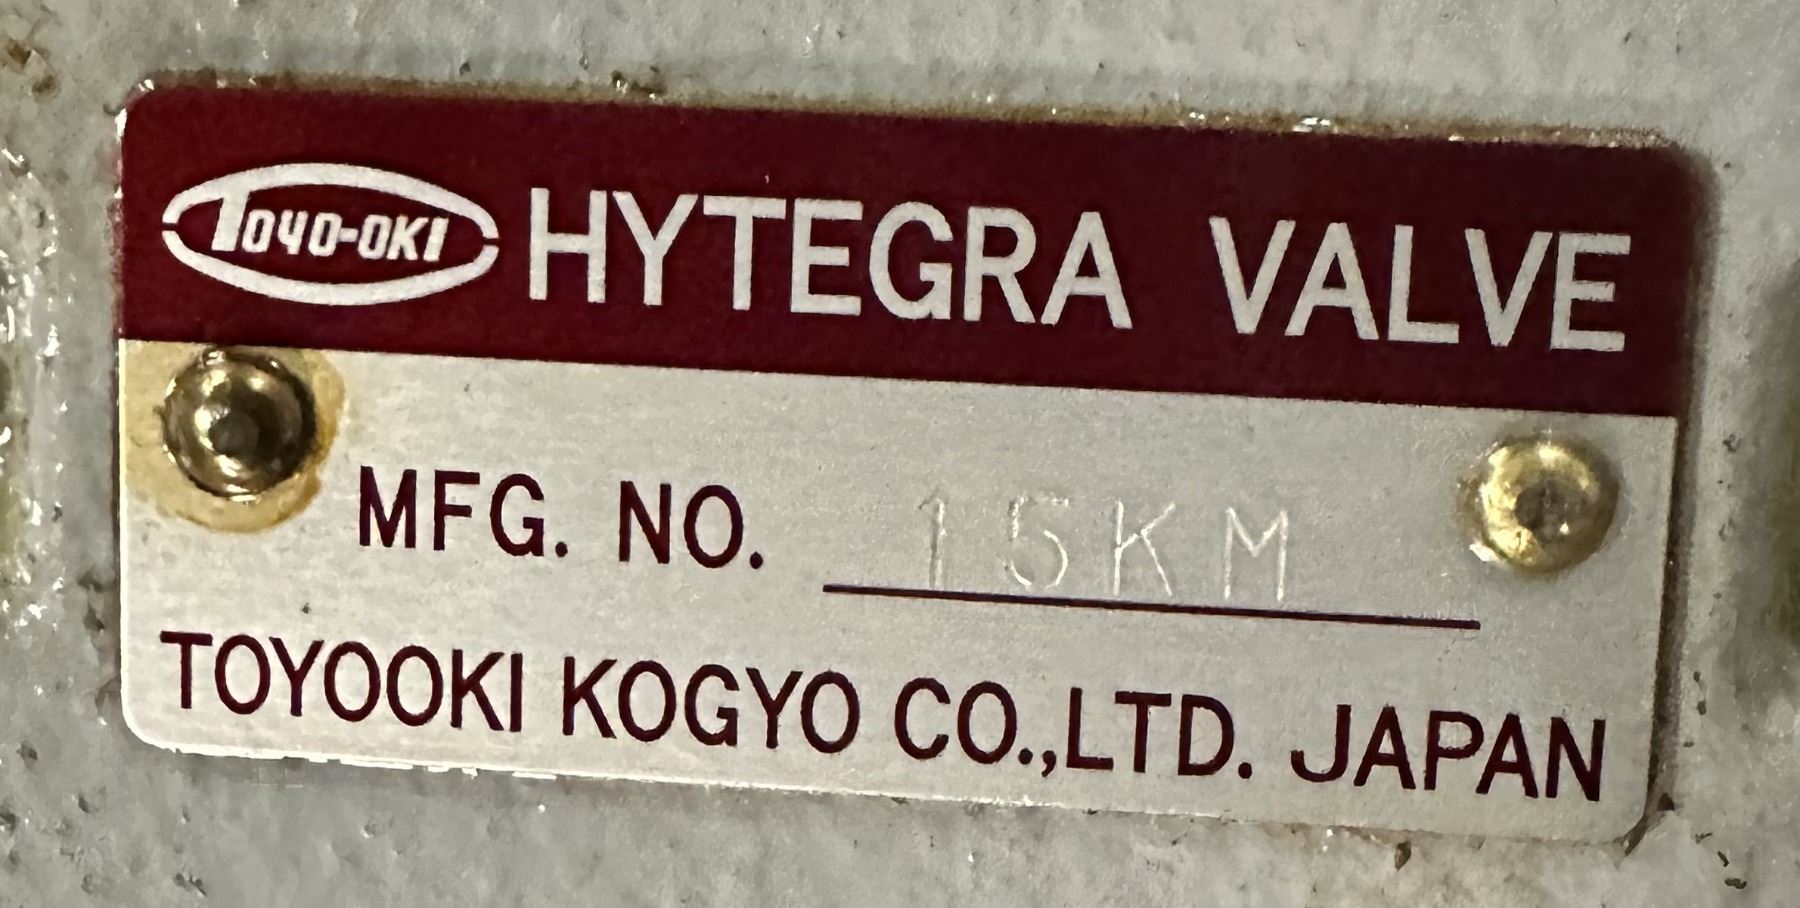 TOYO-OKI HYTEGRA VALVE
MFG. NO. 15KM
TOYOOKI KOGYO CO.,LTD. JAPAN